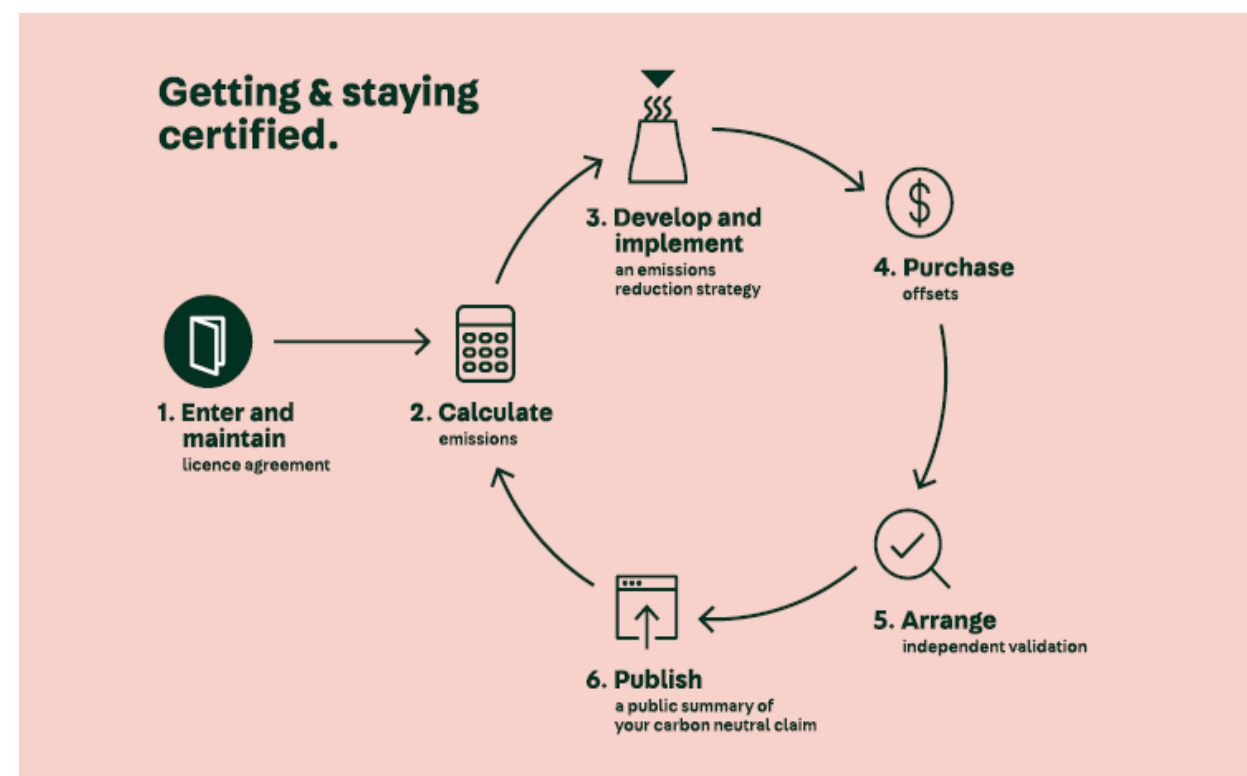 Getting & staying
certified.
1. Enter and
maintain
licence agreement
2. Calculate
emissions
3. Develop and
implement
an emissions
reduction strategy
4. Purchase
offsets
5. Arrange
independent validation
6. Publish
a public summary of
your carbon neutral claim